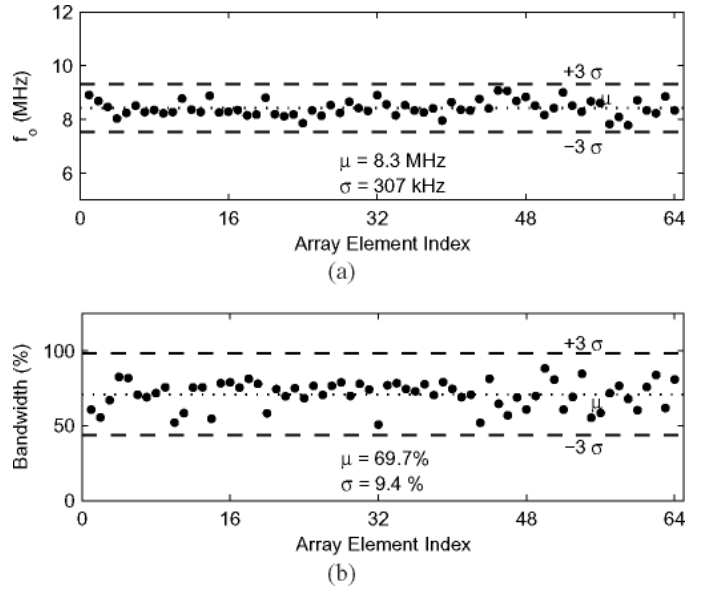 12
10
8
6
f_o (MHz)
+3 σ
μ
−3 σ
μ = 8.3 MHz
σ = 307 kHz
0 16 32 48 64
Array Element Index
(a)
100
50
0
Bandwidth (%)
+3 σ
μ
−3 σ
μ = 69.7%
σ = 9.4 %
0 16 32 48 64
Array Element Index
(b)